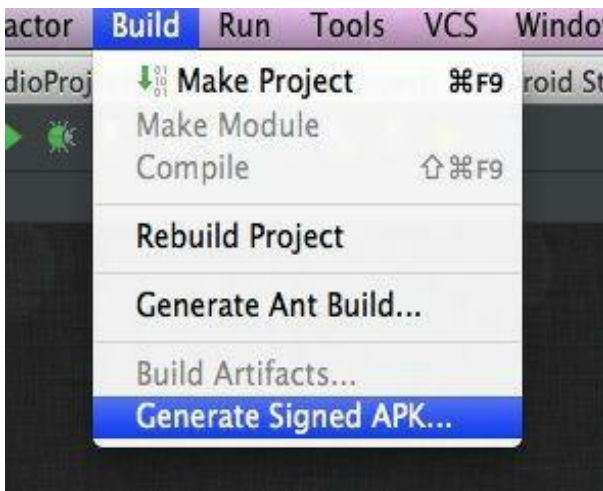 actor Build Run Tools VCS Windo
dioProj
roid St
Make Project ⌘F9
Make Module
Compile ⇧⌘F9
Rebuild Project
Generate Ant Build...
Build Artifacts...
Generate Signed APK...